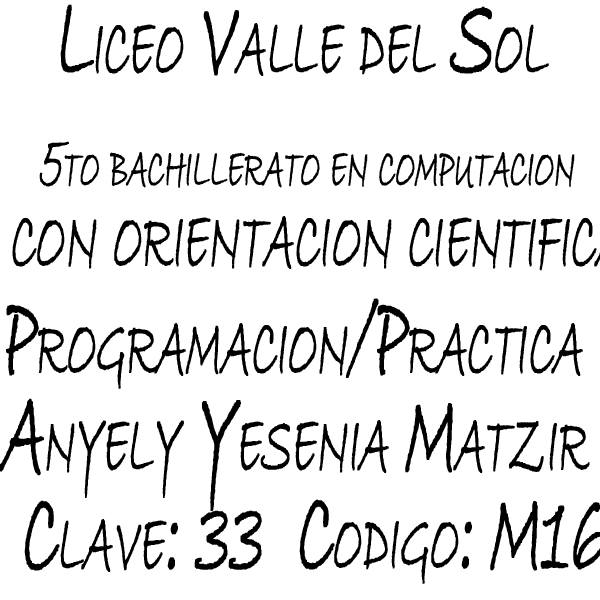 Liceo Valle del Sol
5to bachillerato en computacion
con orientacion cientifica
Programacion/Practica
Anyely Yesenia Matzir
Clave: 33 Codigo: M16